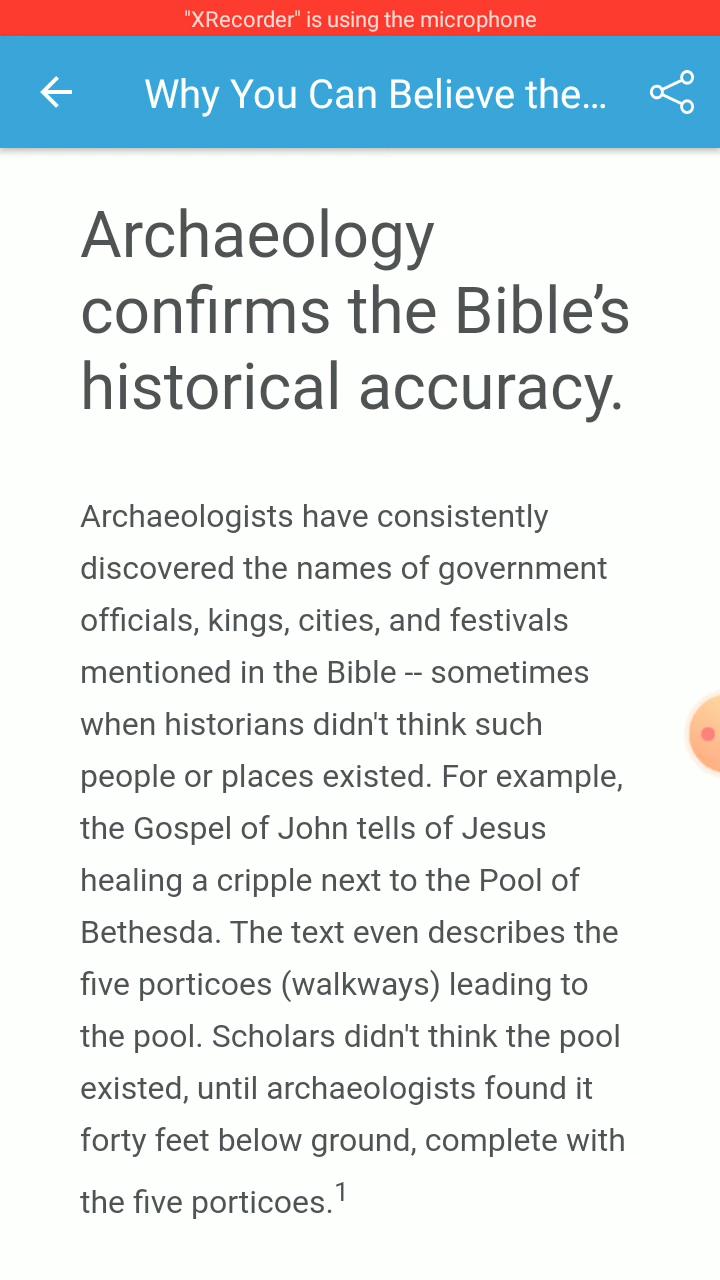 "XRecorder" is using the microphone
Why You Can Believe the...
Archaeology
confirms the Bible’s
historical accuracy.
Archaeologists have consistently
discovered the names of government
officials, kings, cities, and festivals
mentioned in the Bible -- sometimes
when historians didn't think such
people or places existed. For example,
the Gospel of John tells of Jesus
healing a cripple next to the Pool of
Bethesda. The text even describes the
five porticoes (walkways) leading to
the pool. Scholars didn't think the pool
existed, until archaeologists found it
forty feet below ground, complete with
the five porticoes.1